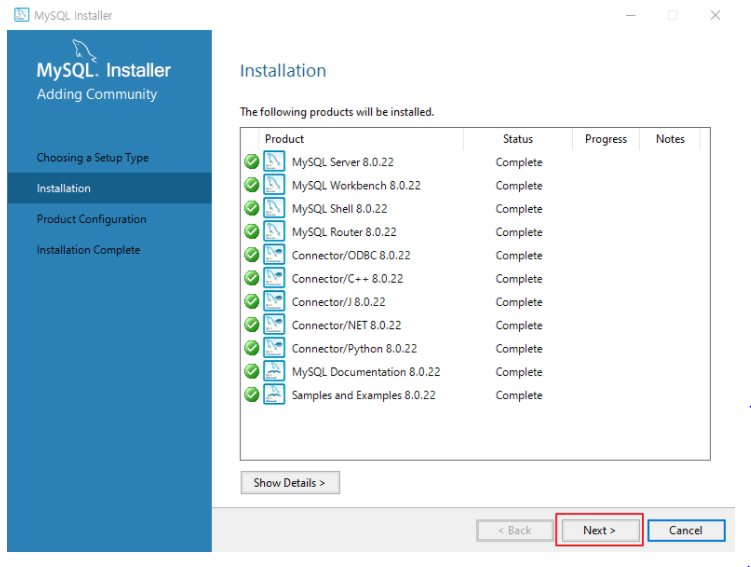 MySQL Installer
MySQL. Installer
Adding Community
Choosing a Setup Type
Installation
Product Configuration
Installation Complete
Installation
The following products will be installed.
Product Status Progress Notes
MySQL Server 8.0.22 Complete
MySQL Workbench 8.0.22 Complete
MySQL Shell 8.0.22 Complete
MySQL Router 8.0.22 Complete
Connector/ODBC 8.0.22 Complete
Connector/C++ 8.0.22 Complete
Connector/J 8.0.22 Complete
Connector/NET 8.0.22 Complete
Connector/Python 8.0.22 Complete
MySQL Documentation 8.0.22 Complete
Samples and Examples 8.0.22 Complete
Show Details >
< Back Next > Cancel